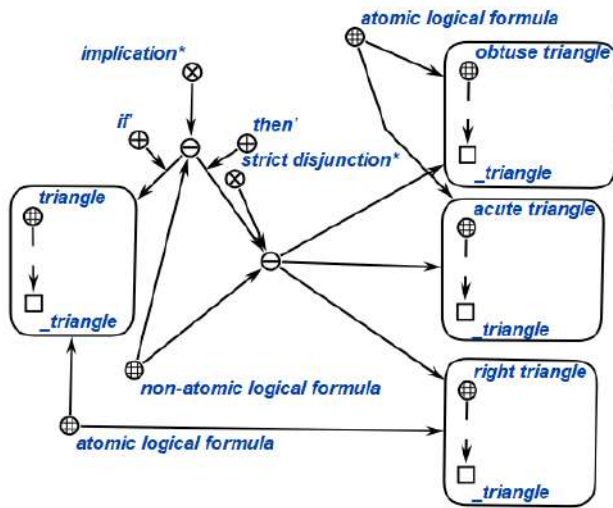 atomic logical formula
obtuse triangle
implication*
if'
then'
strict disjunction*
_triangle
triangle
acute triangle
_triangle
_triangle
right triangle
non-atomic logical formula
atomic logical formula
_triangle